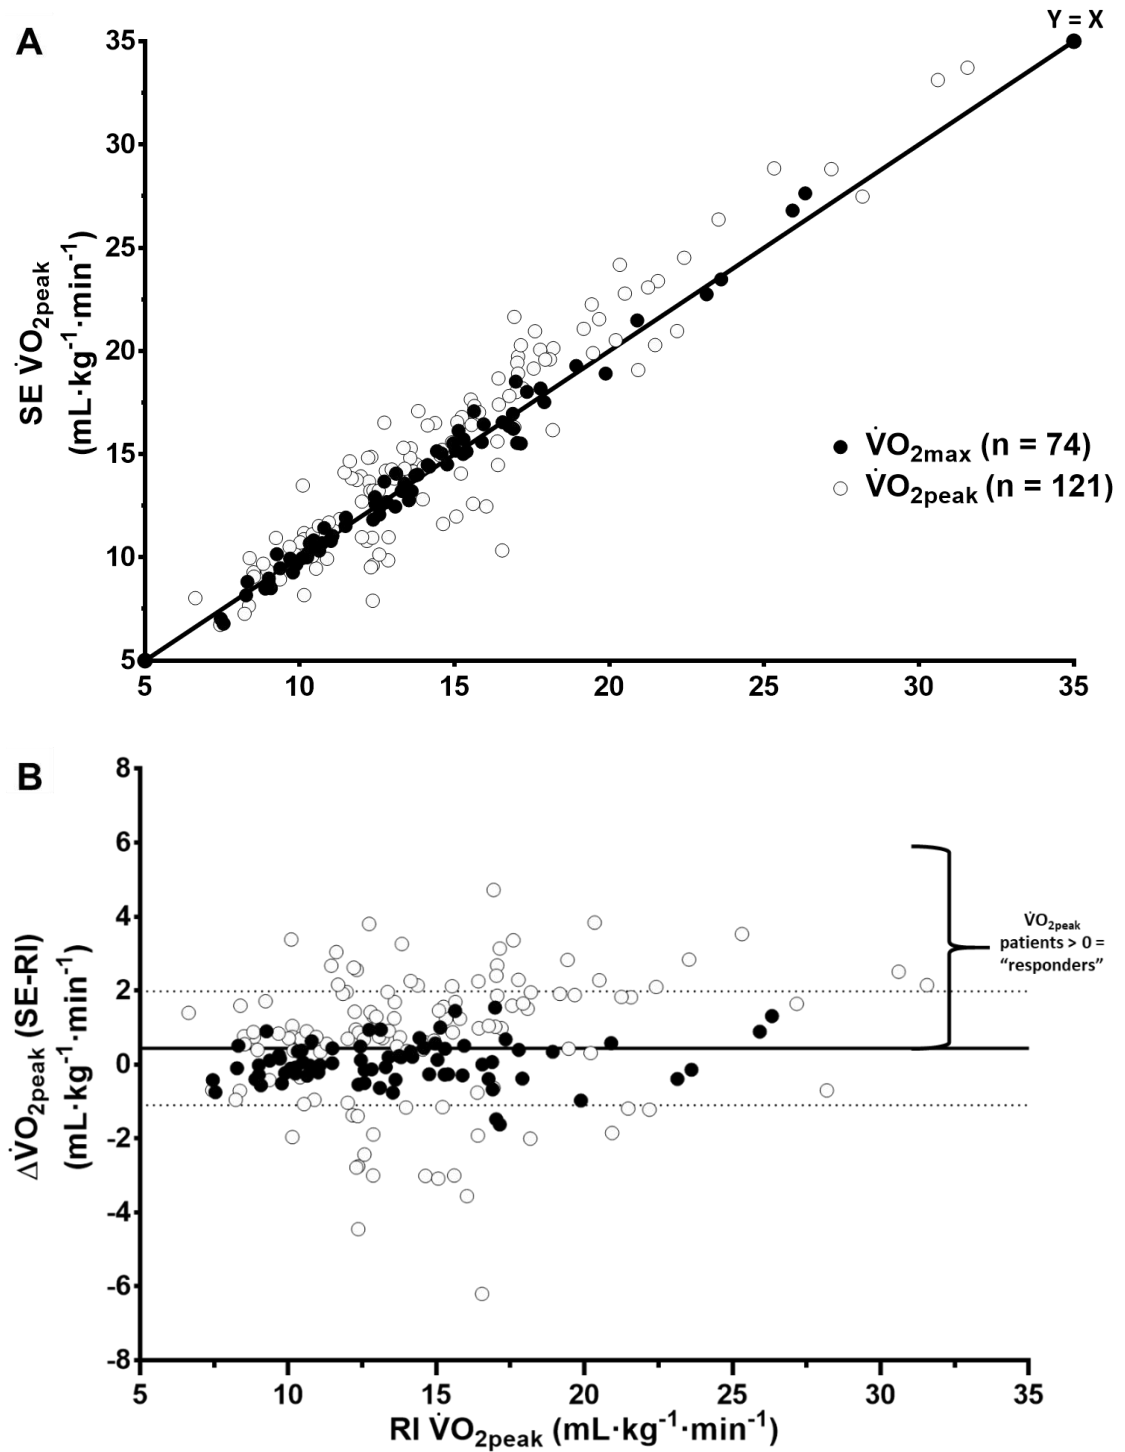 A
Y = X
35
30
25
20
15
10
5
SE V̇O₂peak
(mL·kg⁻¹·min⁻¹)
V̇O₂max (n = 74)
V̇O₂peak (n = 121)
5 10 15 20 25 30 35
B
8
6
4
2
0
-2
-4
-6
-8
ΔV̇O₂peak (SE-RI)
(mL·kg⁻¹·min⁻¹)
V̇O₂peak
patients > 0 =
“responders”
5 10 15 20 25 30 35
RI V̇O₂peak (mL·kg⁻¹·min⁻¹)